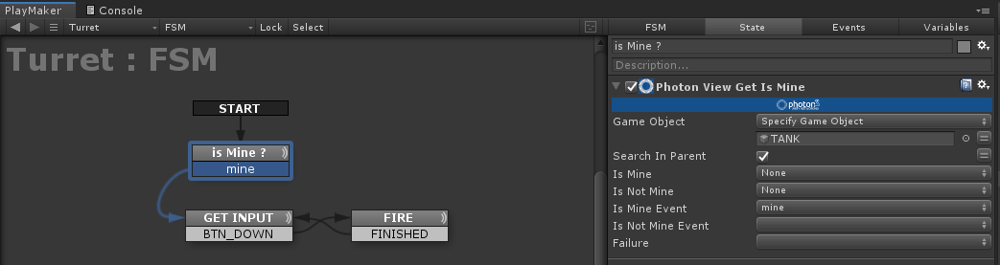 PlayMaker Console
Turret FSM Lock Select
FSM State Events Variables
Turret : FSM
is Mine ?
Description...
START
is Mine ?
mine
GET INPUT
BTN_DOWN
FIRE
FINISHED
Photon View Get Is Mine
photon
Game Object Specify Game Object
TANK
Search In Parent
Is Mine None
Is Not Mine None
Is Mine Event mine
Is Not Mine Event
Failure